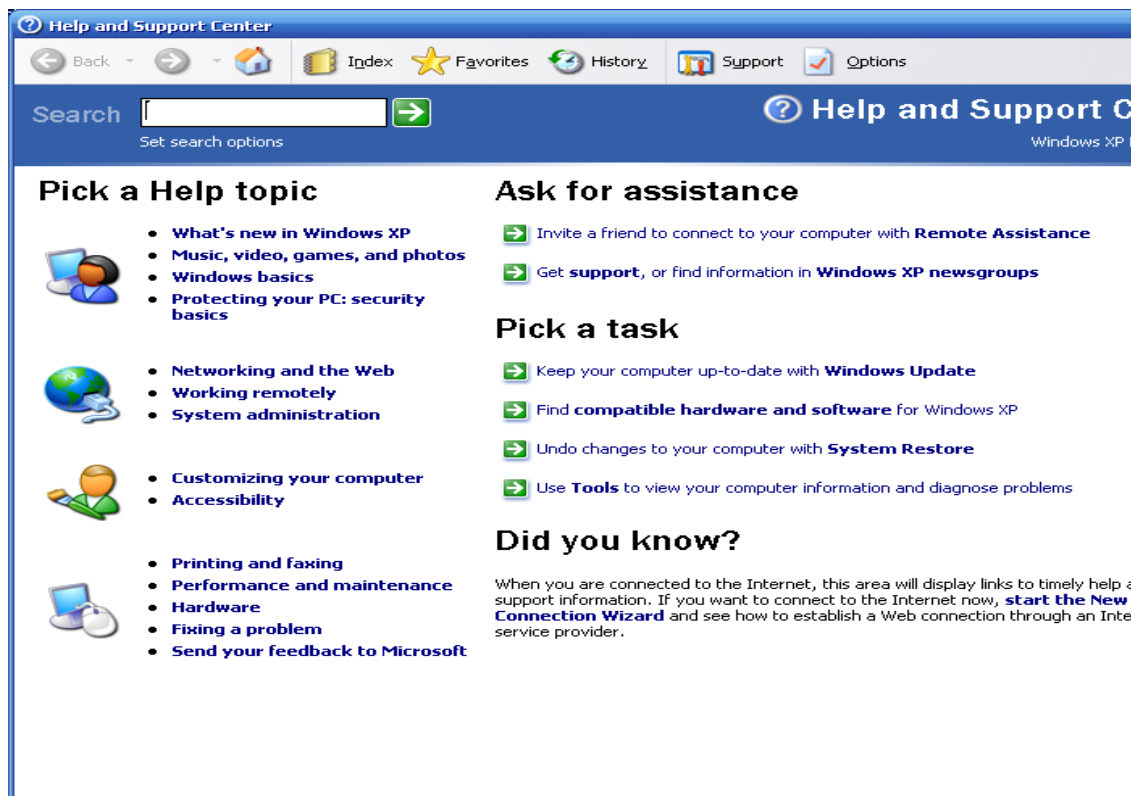 Help and Support Center
Back Index Favorites History Support Options
Search
Help and Support C
Set search options
Windows XP
Pick a Help topic
What's new in Windows XP
Music, video, games, and photos
Windows basics
Protecting your PC: security
basics
Networking and the Web
Working remotely
System administration
Customizing your computer
Accessibility
Printing and faxing
Performance and maintenance
Hardware
Fixing a problem
Send your feedback to Microsoft
Ask for assistance
Invite a friend to connect to your computer with Remote Assistance
Get support, or find information in Windows XP newsgroups
Pick a task
Keep your computer up-to-date with Windows Update
Find compatible hardware and software for Windows XP
Undo changes to your computer with System Restore
Use Tools to view your computer information and diagnose problems
Did you know?
When you are connected to the Internet, this area will display links to timely help a
support information. If you want to connect to the Internet now, start the New
Connection Wizard and see how to establish a Web connection through an Inte
service provider.